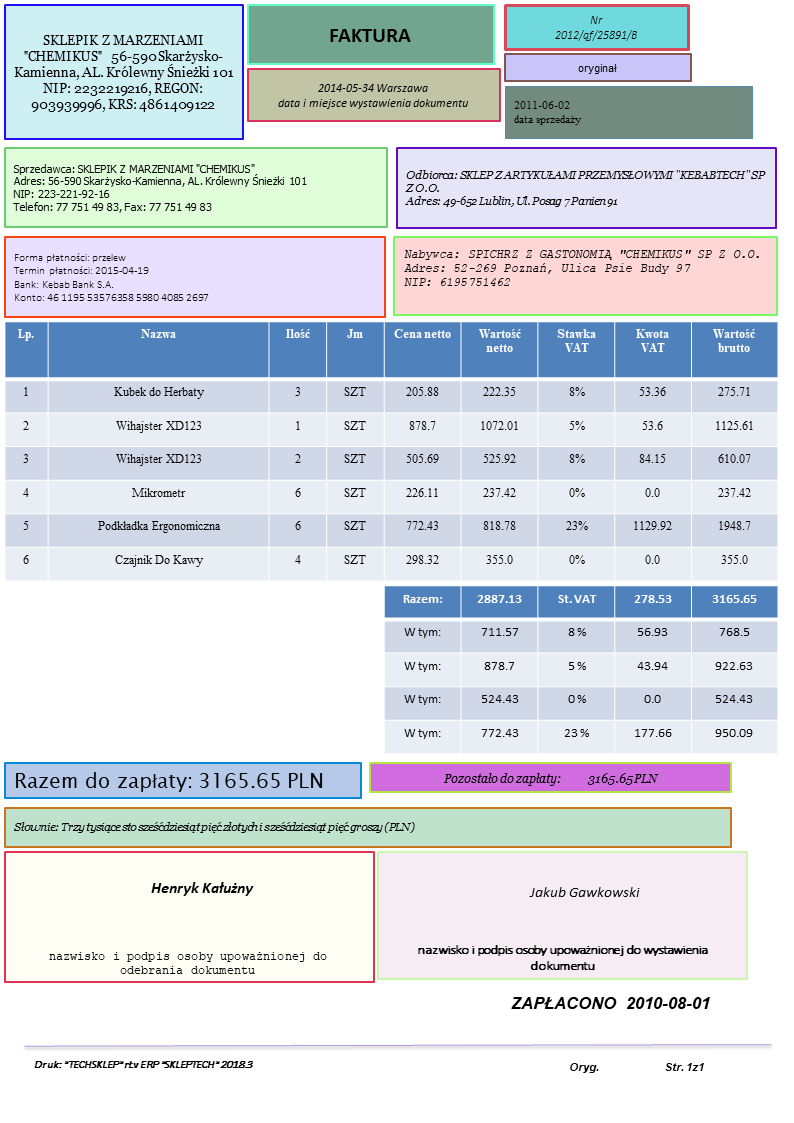 SKLEPIK Z MARZENIAMI
"CHEMIKUS" 56-590 Skarżysko-
Kamienna, AL. Królewny Śnieżki 101
NIP: 2232219216, REGON:
903939996, KRS: 4861409122
FAKTURA
2014-05-34 Warszawa
data i miejsce wystawienia dokumentu
Nr
2012/qf/25891/B
oryginał
2011-06-02
data sprzedaży
Sprzedawca: SKLEPIK Z MARZENIAMI "CHEMIKUS"
Adres: 56-590 Skarżysko-Kamienna, AL. Królewny Śnieżki 101
NIP: 223-221-92-16
Telefon: 77 751 49 83, Fax: 77 751 49 83
Odbiorca: SKLEP Z ARTYKUŁAMI PRZEMYSŁOWYMI "KEBABTECH" SP
Z O.O.
Adres: 49-652 Lublin, Ul. Posag 7 Panien 91
Forma płatności: przelew
Termin płatności: 2015-04-19
Bank: Kebab Bank S.A.
Konto: 46 1195 53576358 5980 4085 2697
Nabywca: SPICHRZ Z GASTONOMIĄ "CHEMIKUS" SP Z O.O.
Adres: 52-269 Poznań, Ulica Psie Budy 97
NIP: 6195751462
Lp. Nazwa Ilość Jm Cena netto Wartość netto Stawka VAT Kwota VAT Wartość brutto
1 Kubek do Herbaty 3 SZT 205.88 222.35 8% 53.36 275.71
2 Wihajster XD123 1 SZT 878.7 1072.01 5% 53.6 1125.61
3 Wihajster XD123 2 SZT 505.69 525.92 8% 84.15 610.07
4 Mikrometr 6 SZT 226.11 237.42 0% 0.0 237.42
5 Podkładka Ergonomiczna 6 SZT 772.43 818.78 23% 1129.92 1948.7
6 Czajnik Do Kawy 4 SZT 298.32 355.0 0% 0.0 355.0
Razem: 2887.13 St. VAT 278.53 3165.65
W tym: 711.57 8 % 56.93 768.5
W tym: 878.7 5 % 43.94 922.63
W tym: 524.43 0 % 0.0 524.43
W tym: 772.43 23 % 177.66 950.09
Razem do zapłaty: 3165.65 PLN
Pozostało do zapłaty: 3165.65 PLN
Słownie: Trzy tysiące sto sześćdziesiąt pięć złotych i sześćdziesiąt pięć groszy (PLN)
Henryk Kałużny
nazwisko i podpis osoby upoważnionej do
odebrania dokumentu
Jakub Gawkowski
nazwisko i podpis osoby upoważnionej do wystawienia
dokumentu
ZAPŁACONO 2010-08-01
Druk: "TECHSKLEP" rtv ERP "SKLEPTECH" 2018.3
Oryg. Str. 1z1